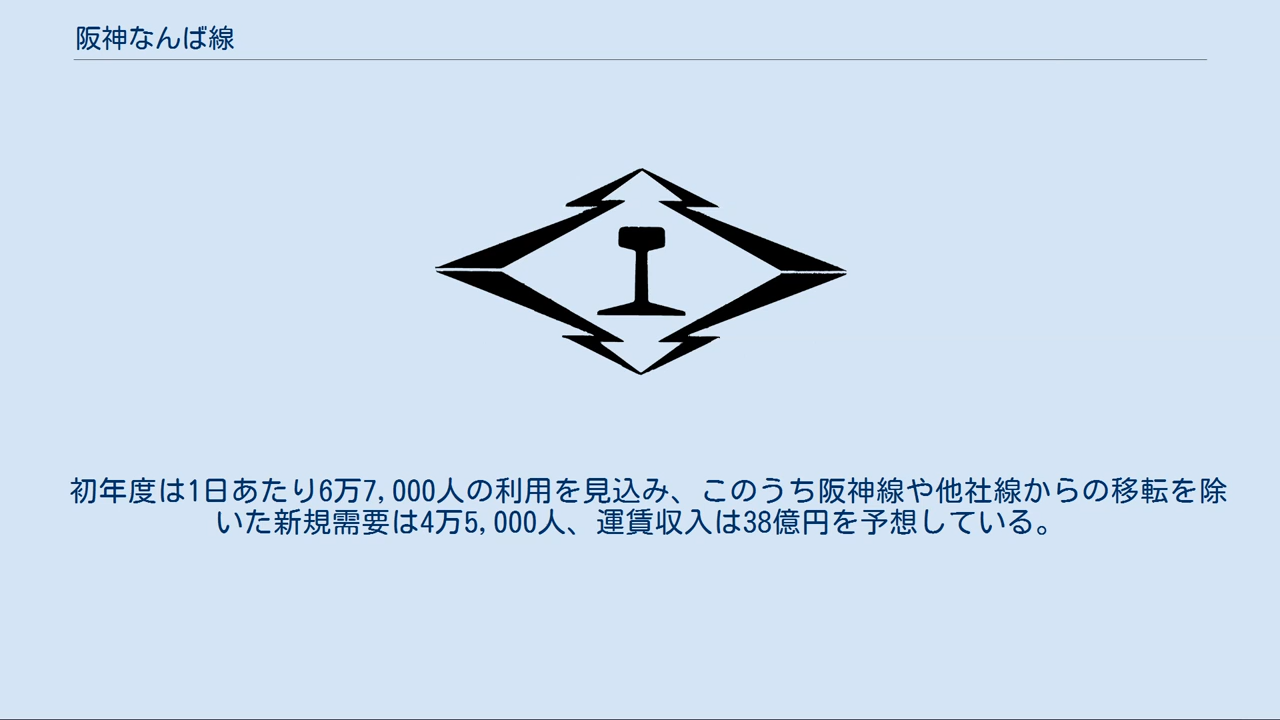 阪神なんば線
初年度は1日あたり6万7,000人の利用を見込み、このうち阪神線や他社線からの移転を除
いた新規需要は4万5,000人、運賃収入は38億円を予想している。